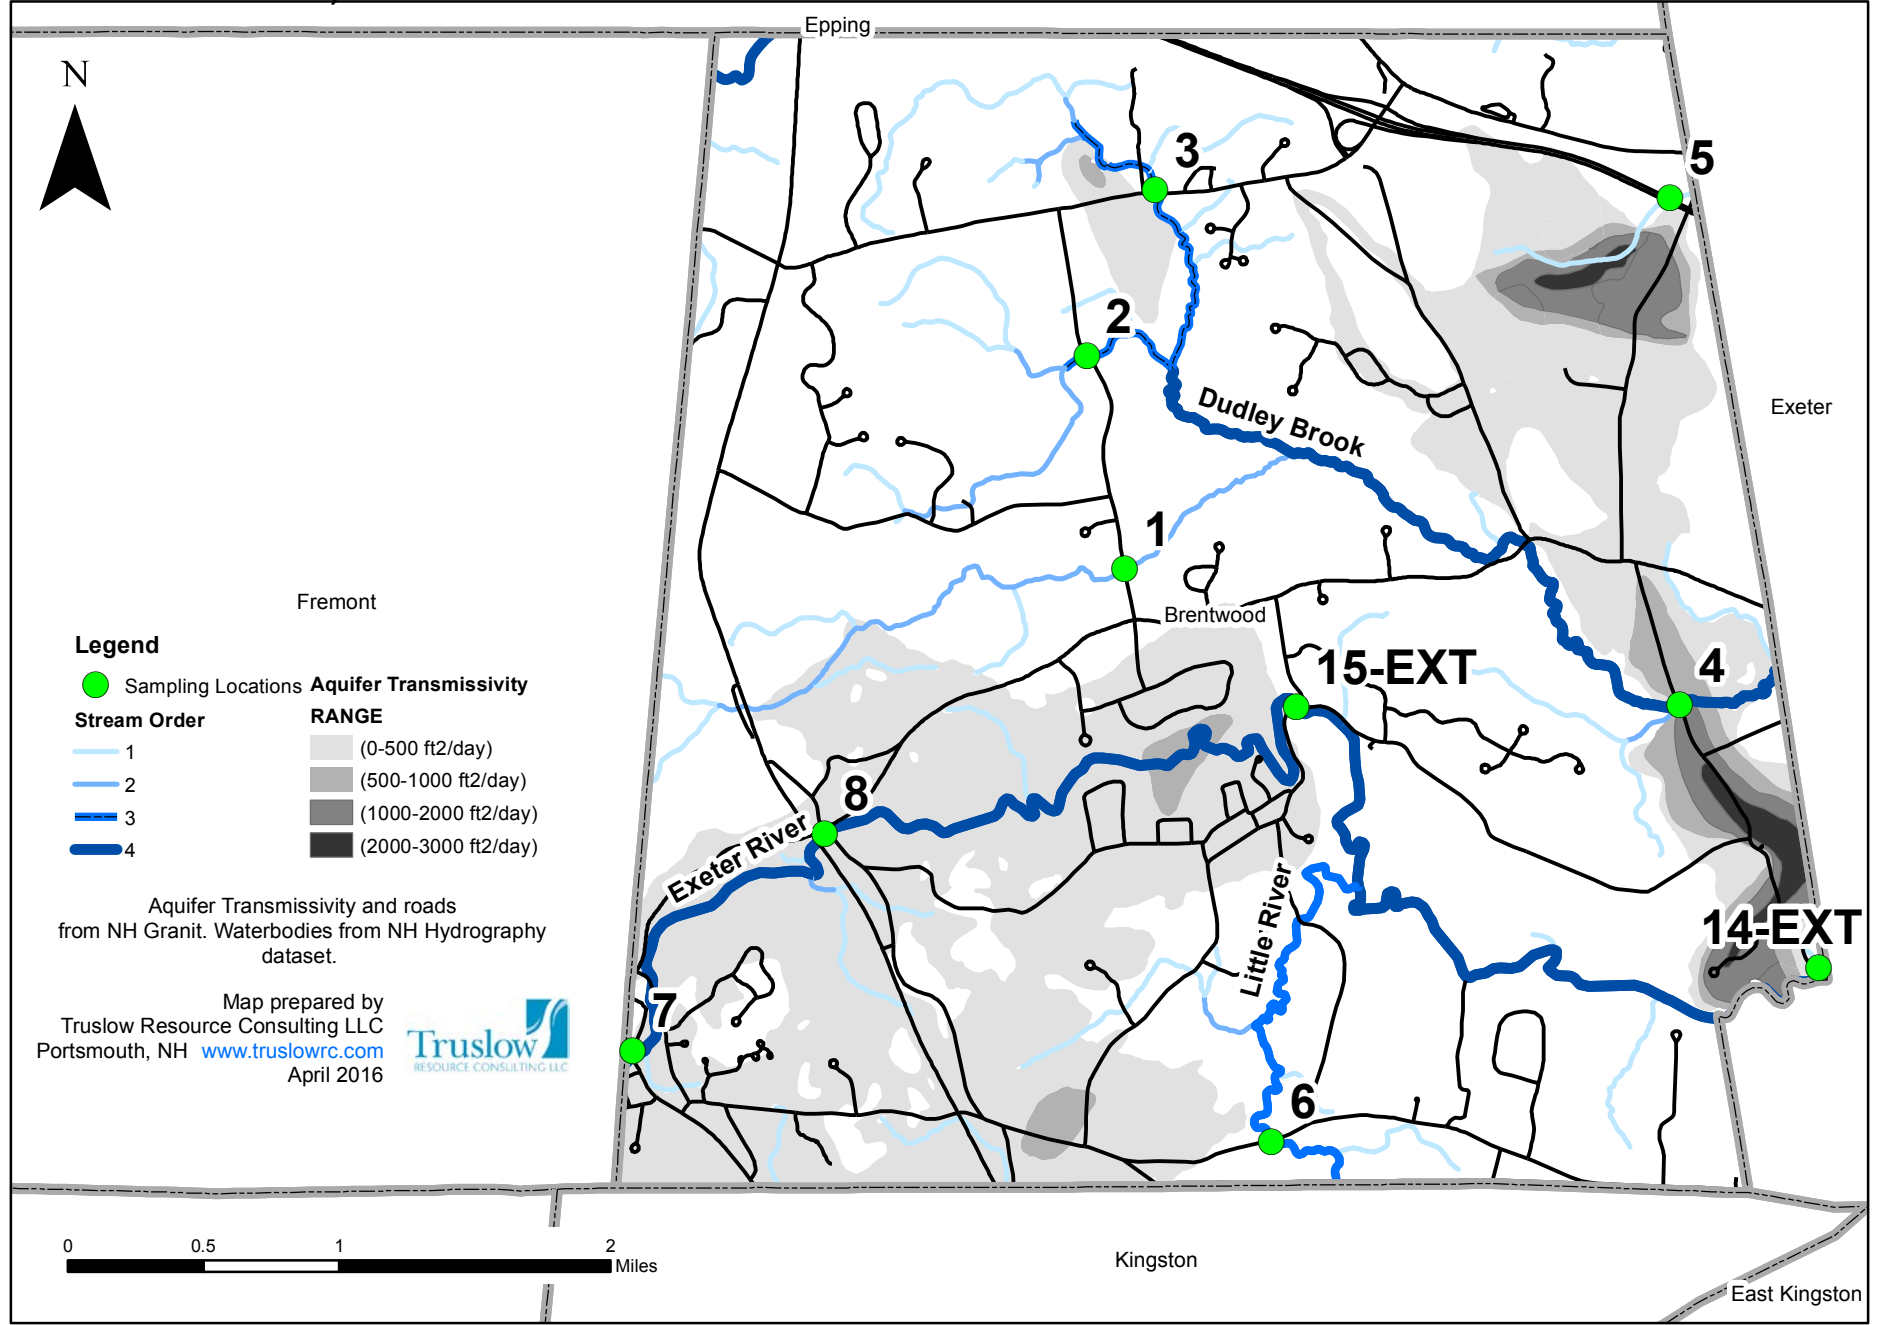 Epping
N
3
5
2
Dudley Brook
Exeter
1
Fremont
Brentwood
Legend
Sampling Locations
Stream Order
1
2
3
4
Aquifer Transmissivity
RANGE
(0-500 ft2/day)
(500-1000 ft2/day)
(1000-2000 ft2/day)
(2000-3000 ft2/day)
15-EXT
4
8
Exeter River
Little River
14-EXT
7
6
Aquifer Transmissivity and roads
from NH Granit. Waterbodies from NH Hydrography
dataset.
Map prepared by
Truslow Resource Consulting LLC
Portsmouth, NH www.truslowrc.com
April 2016
Truslow
RESOURCE CONSULTING LLC
0 0.5 1 2
Miles
Kingston
East Kingston